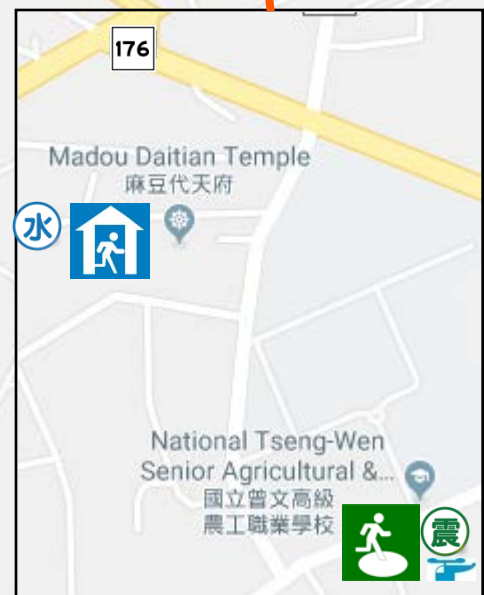 176
Madou Daitian Temple
麻豆代天府
水
National Tseng-Wen
Senior Agricultural &...
國立曾文高級
農工職業學校
震